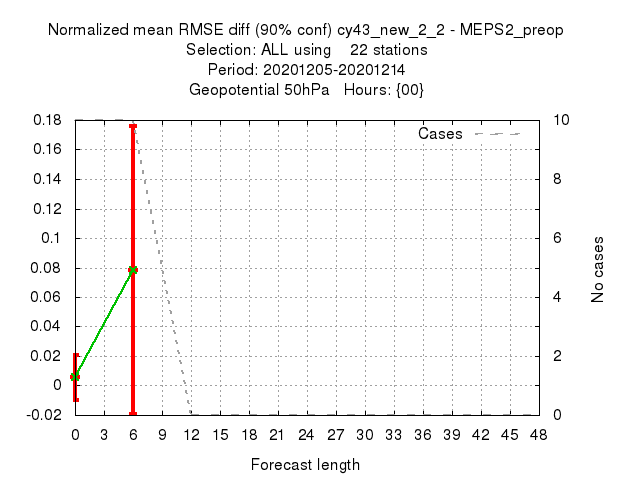 Normalized mean RMSE diff (90% conf) cy43_new_2_2 - MEPS2_preop
Selection: ALL using    22 stations
Period: 20201205-20201214
Geopotential 50hPa   Hours: {00}
Cases
0.18
0.16
0.14
0.12
0.1
0.08
0.06
0.04
0.02
0
-0.02
10
8
6
4
2
0
No cases
0 3 6 9 12 15 18 21 24 27 30 33 36 39 42 45 48
Forecast length